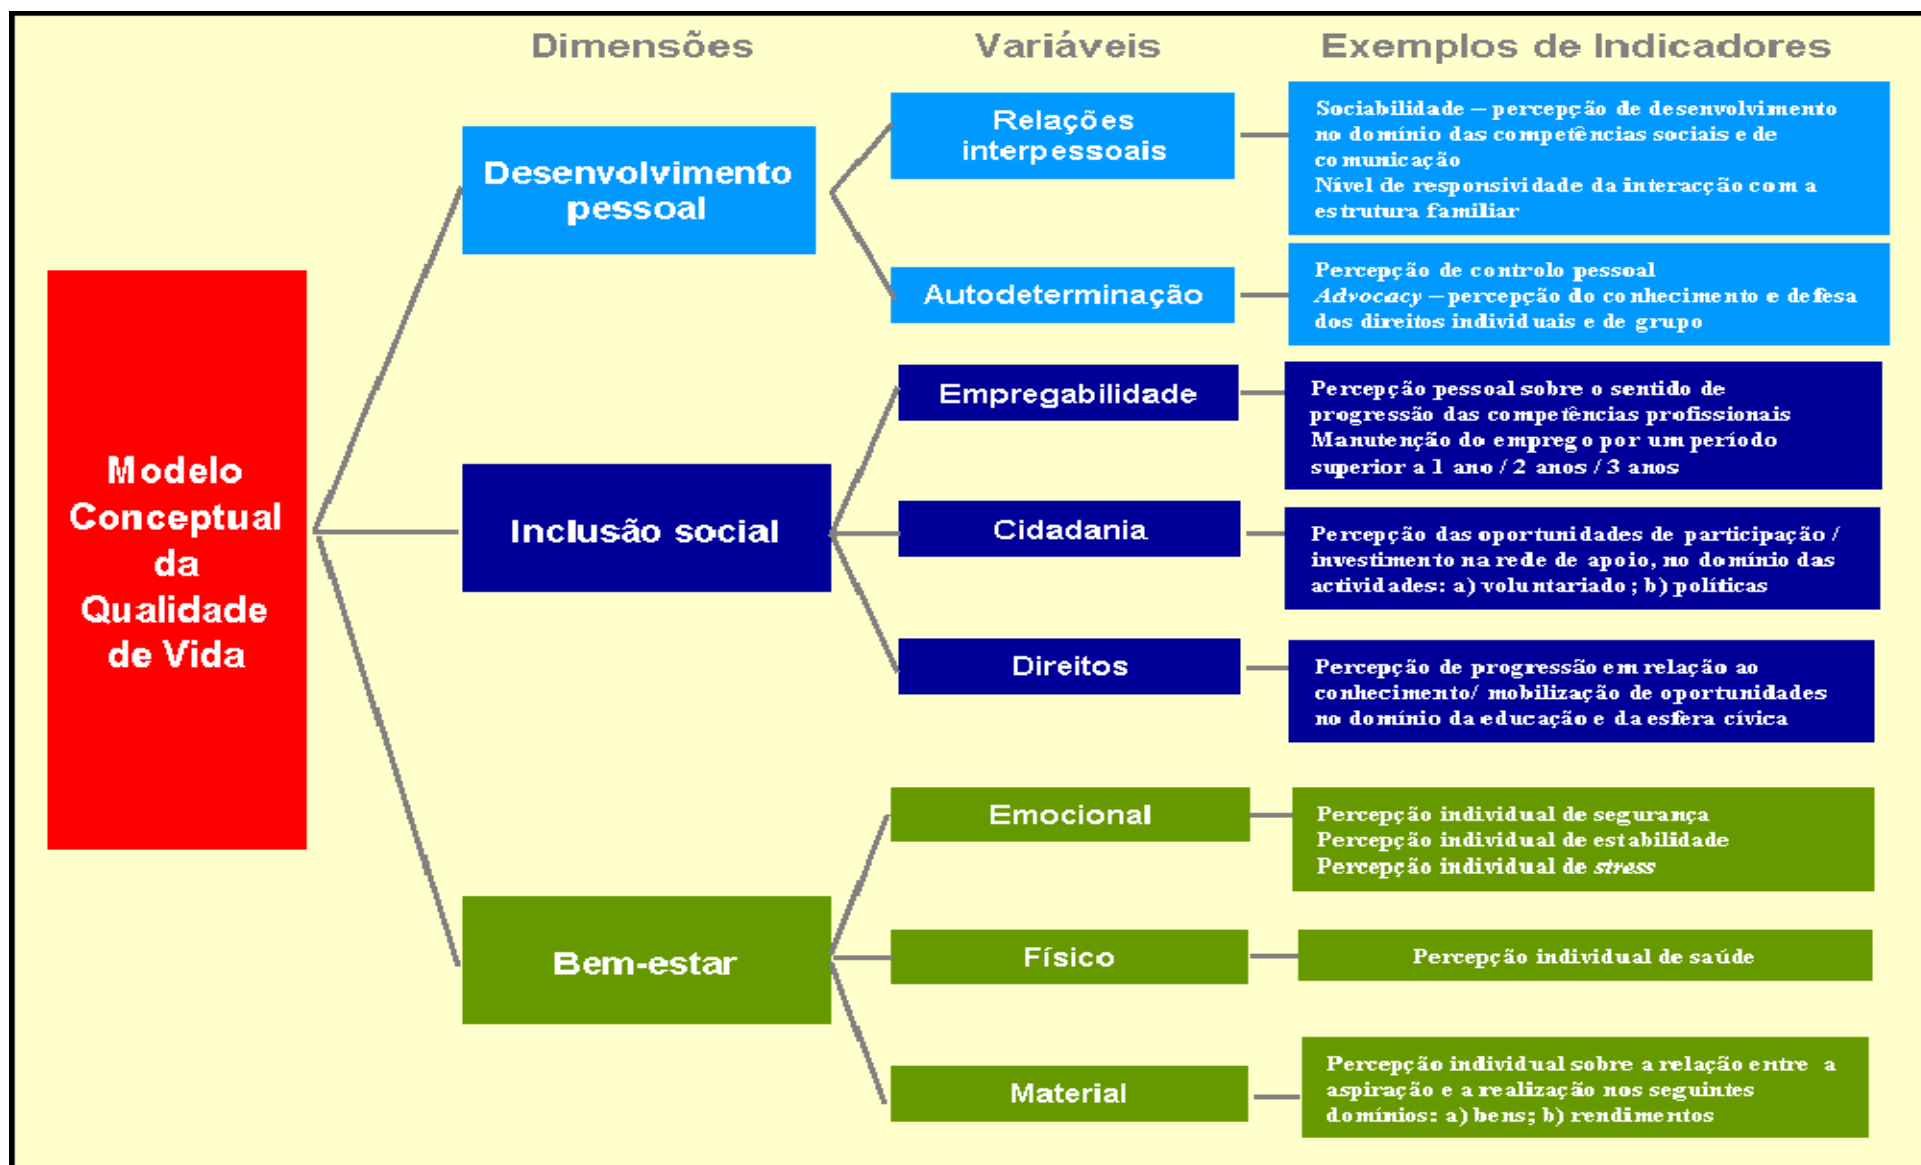 Dimensões
Variáveis
Exemplos de Indicadores
Modelo
Conceptual
da
Qualidade
de Vida
Desenvolvimento
pessoal
Relações
interpessoais
Sociabilidade – percepção de desenvolvimento
no domínio das competências sociais e de
comunicação
Nível de responsividade da interacção com a
estrutura familiar
Autodeterminação
Percepção de controlo pessoal
Advocacy – percepção do conhecimento e defesa
dos direitos individuais e de grupo
Inclusão social
Empregabilidade
Percepção pessoal sobre o sentido de
progressão das competências profissionais
Manutenção do emprego por um período
superior a 1 ano / 2 anos / 3 anos
Cidadania
Percepção das oportunidades de participação /
investimento na rede de apoio, no domínio das
actividades: a) voluntariado ; b) políticas
Direitos
Percepção de progressão em relação ao
conhecimento/ mobilização de oportunidades
no domínio da educação e da esfera cívica
Bem-estar
Emocional
Percepção individual de segurança
Percepção individual de estabilidade
Percepção individual de stress
Físico
Percepção individual de saúde
Material
Percepção individual sobre a relação entre a
aspiração e a realização nos seguintes
domínios: a) bens; b) rendimentos